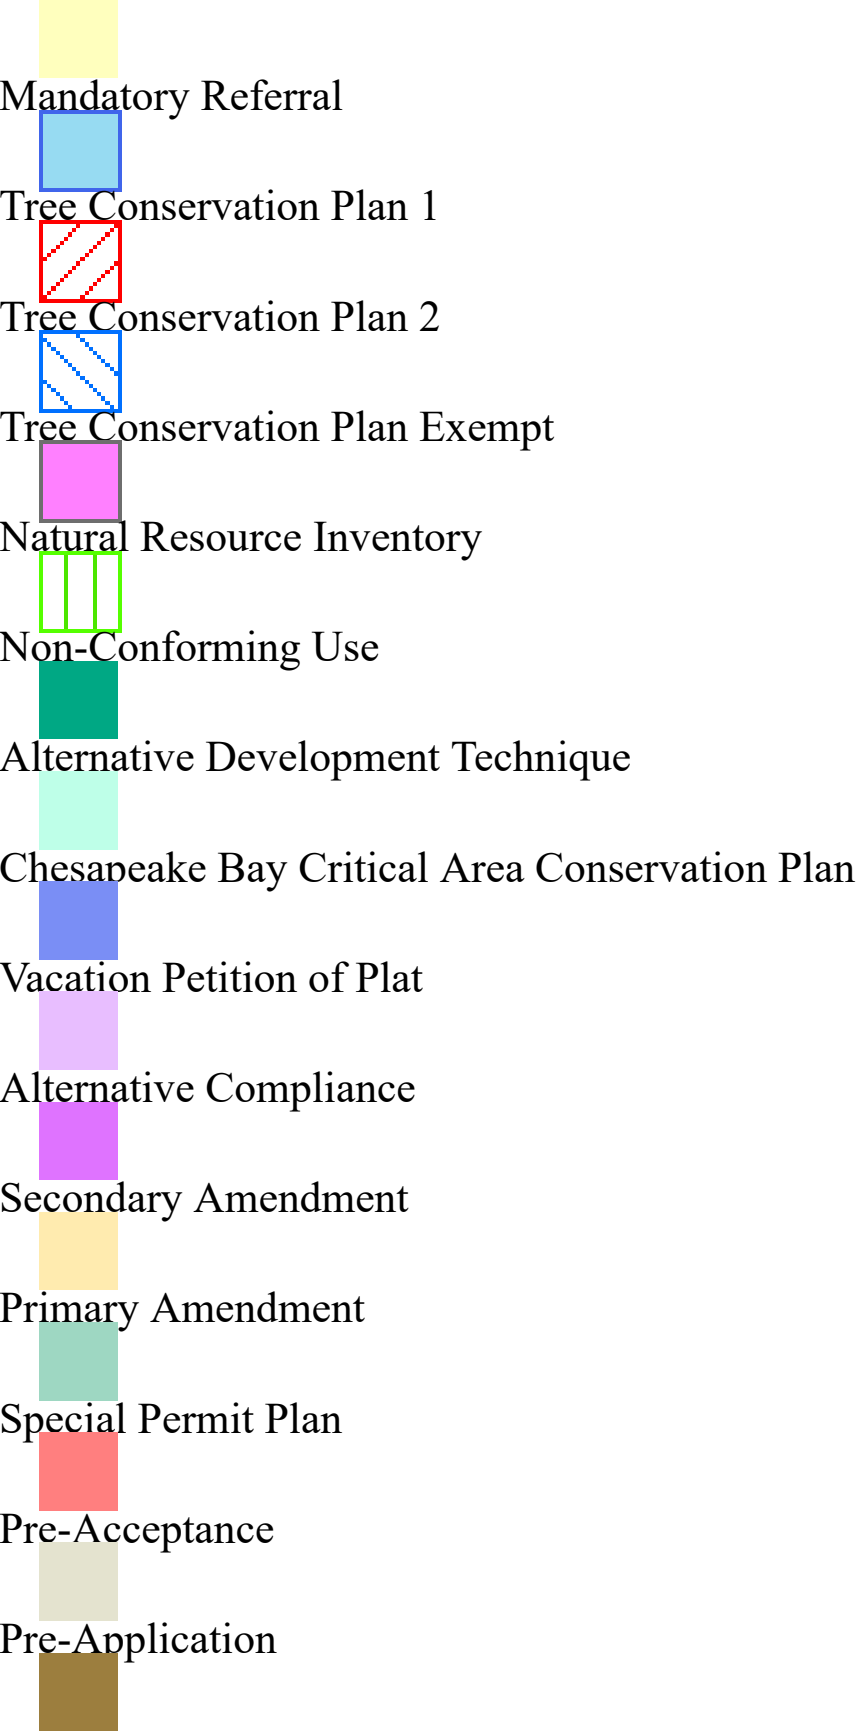 Mandatory Referral
Tree Conservation Plan 1
Tree Conservation Plan 2
Tree Conservation Plan Exempt
Natural Resource Inventory
Non-Conforming Use
Alternative Development Technique
Chesapeake Bay Critical Area Conservation Plan
Vacation Petition of Plat
Alternative Compliance
Secondary Amendment
Primary Amendment
Special Permit Plan
Pre-Acceptance
Pre-Application